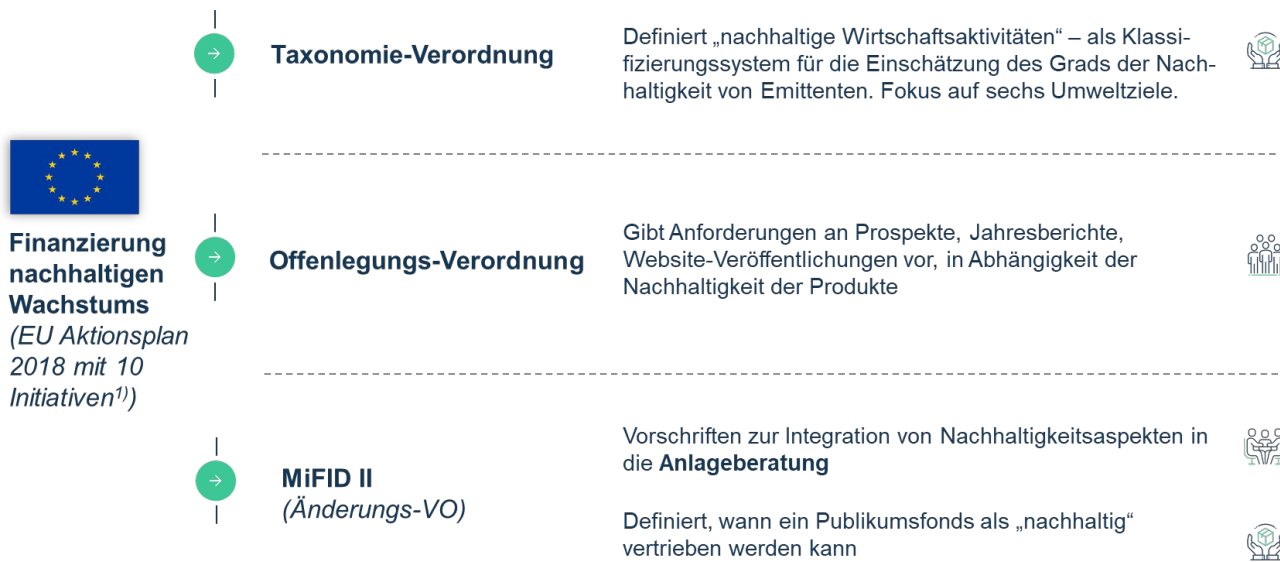 Taxonomie-Verordnung
Definiert „nachhaltige Wirtschaftsaktivitäten“ – als Klassi-
fizierungssystem für die Einschätzung des Grads der Nach-
haltigkeit von Emittenten. Fokus auf sechs Umweltziele.
Finanzierung
nachhaltigen
Wachstums
(EU Aktionsplan
2018 mit 10
Initiativen¹⁾)
Offenlegungs-Verordnung
Gibt Anforderungen an Prospekte, Jahresberichte,
Website-Veröffentlichungen vor, in Abhängigkeit der
Nachhaltigkeit der Produkte
MiFID II
(Änderungs-VO)
Vorschriften zur Integration von Nachhaltigkeitsaspekten in
die Anlageberatung
Definiert, wann ein Publikumsfonds als „nachhaltig“
vertrieben werden kann